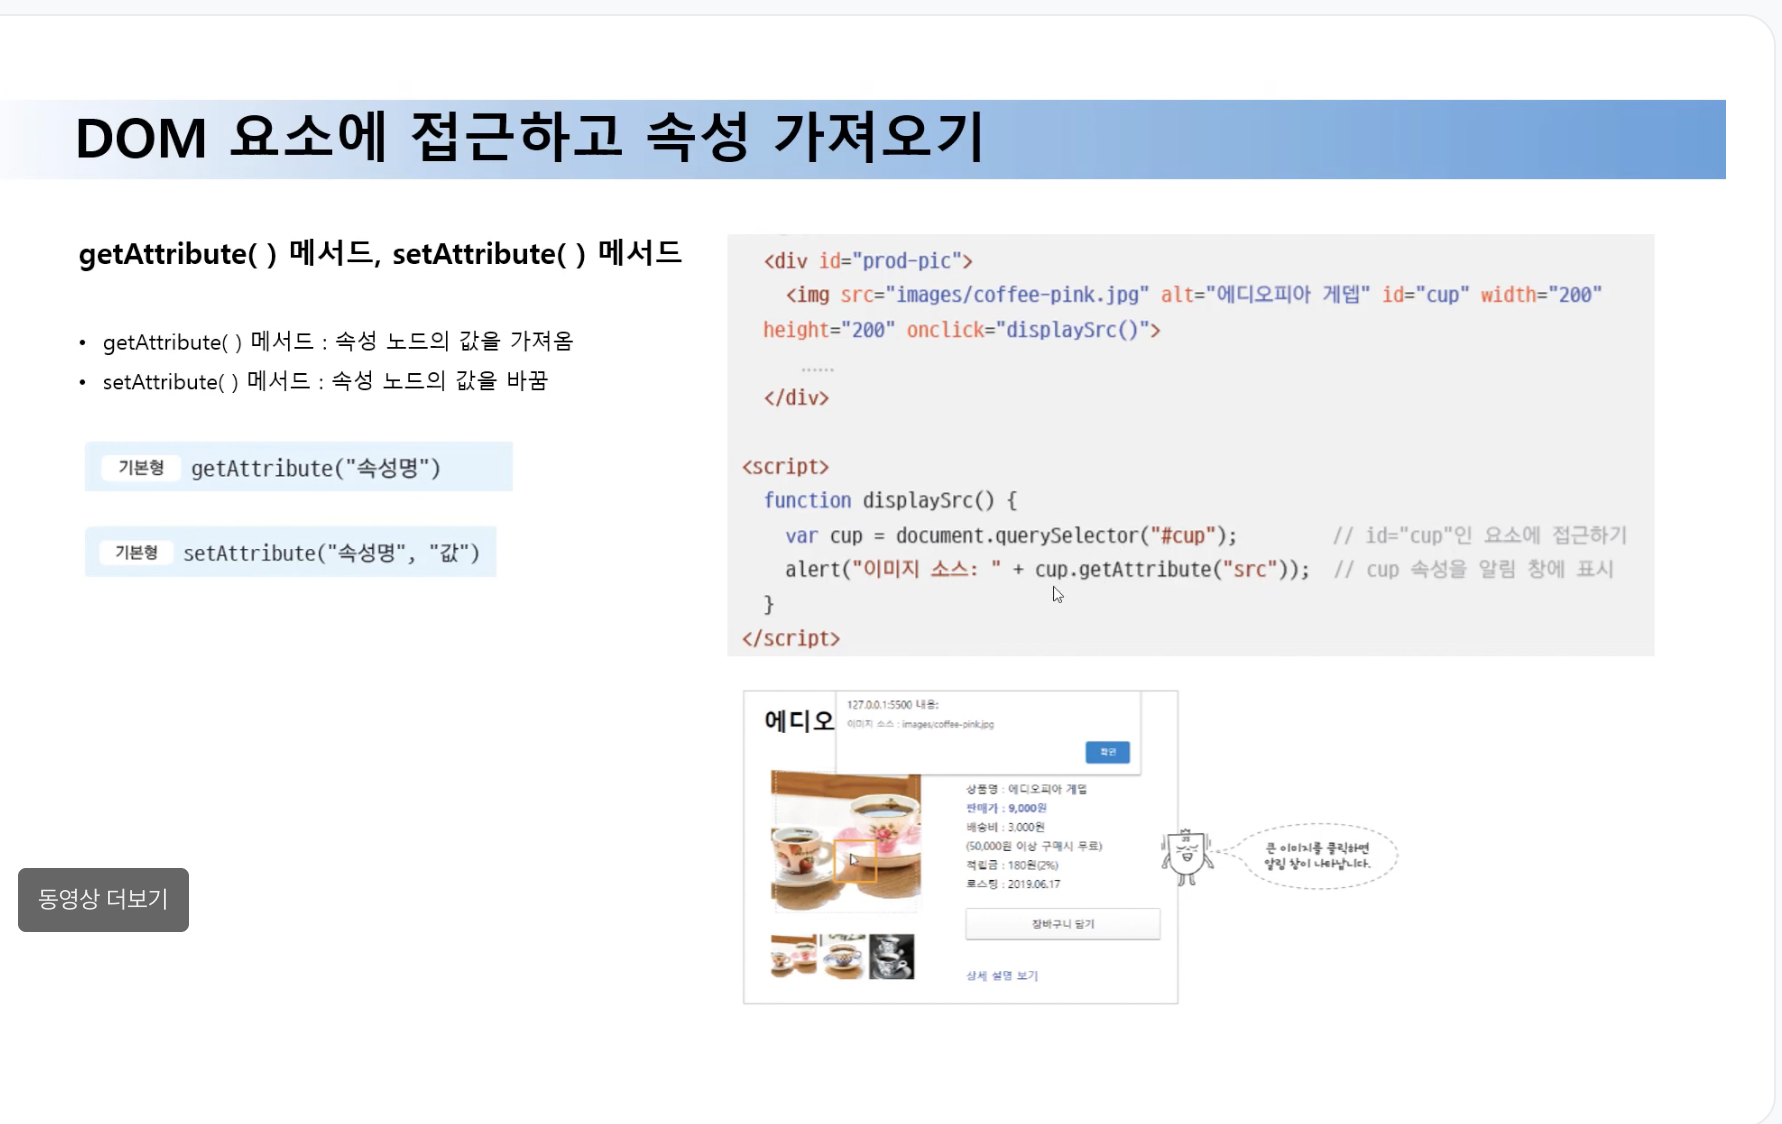 DOM 요소에 접근하고 속성 가져오기
getAttribute( ) 메서드, setAttribute( ) 메서드
• getAttribute( ) 메서드 : 속성 노드의 값을 가져옴
• setAttribute( ) 메서드 : 속성 노드의 값을 바꿈
기본형 getAttribute("속성명")
기본형 setAttribute("속성명", "값")
<div id="prod-pic">
<img src="images/coffee-pink.jpg" alt="에디오피아 게뎁" id="cup" width="200"
height="200" onclick="displaySrc()">
......
</div>
<script>
function displaySrc() {
var cup = document.querySelector("#cup"); // id="cup"인 요소에 접근하기
alert("이미지 소스: " + cup.getAttribute("src")); // cup 속성을 알림 창에 표시
}
</script>
127.0.0.1:5500 내용:
이미지 소스 : images/coffee-pink.jpg
확인
에디오
상품명 : 에디오피아 게뎁
판매가 : 9,000원
배송비 : 3,000원
(50,000원 이상 구매시 무료)
적립금 : 180원(2%)
로스팅 : 2019.06.17
장바구니 담기
상세 설명 보기
큰 이미지를 클릭하면
알림 창이 나타납니다.
동영상 더보기